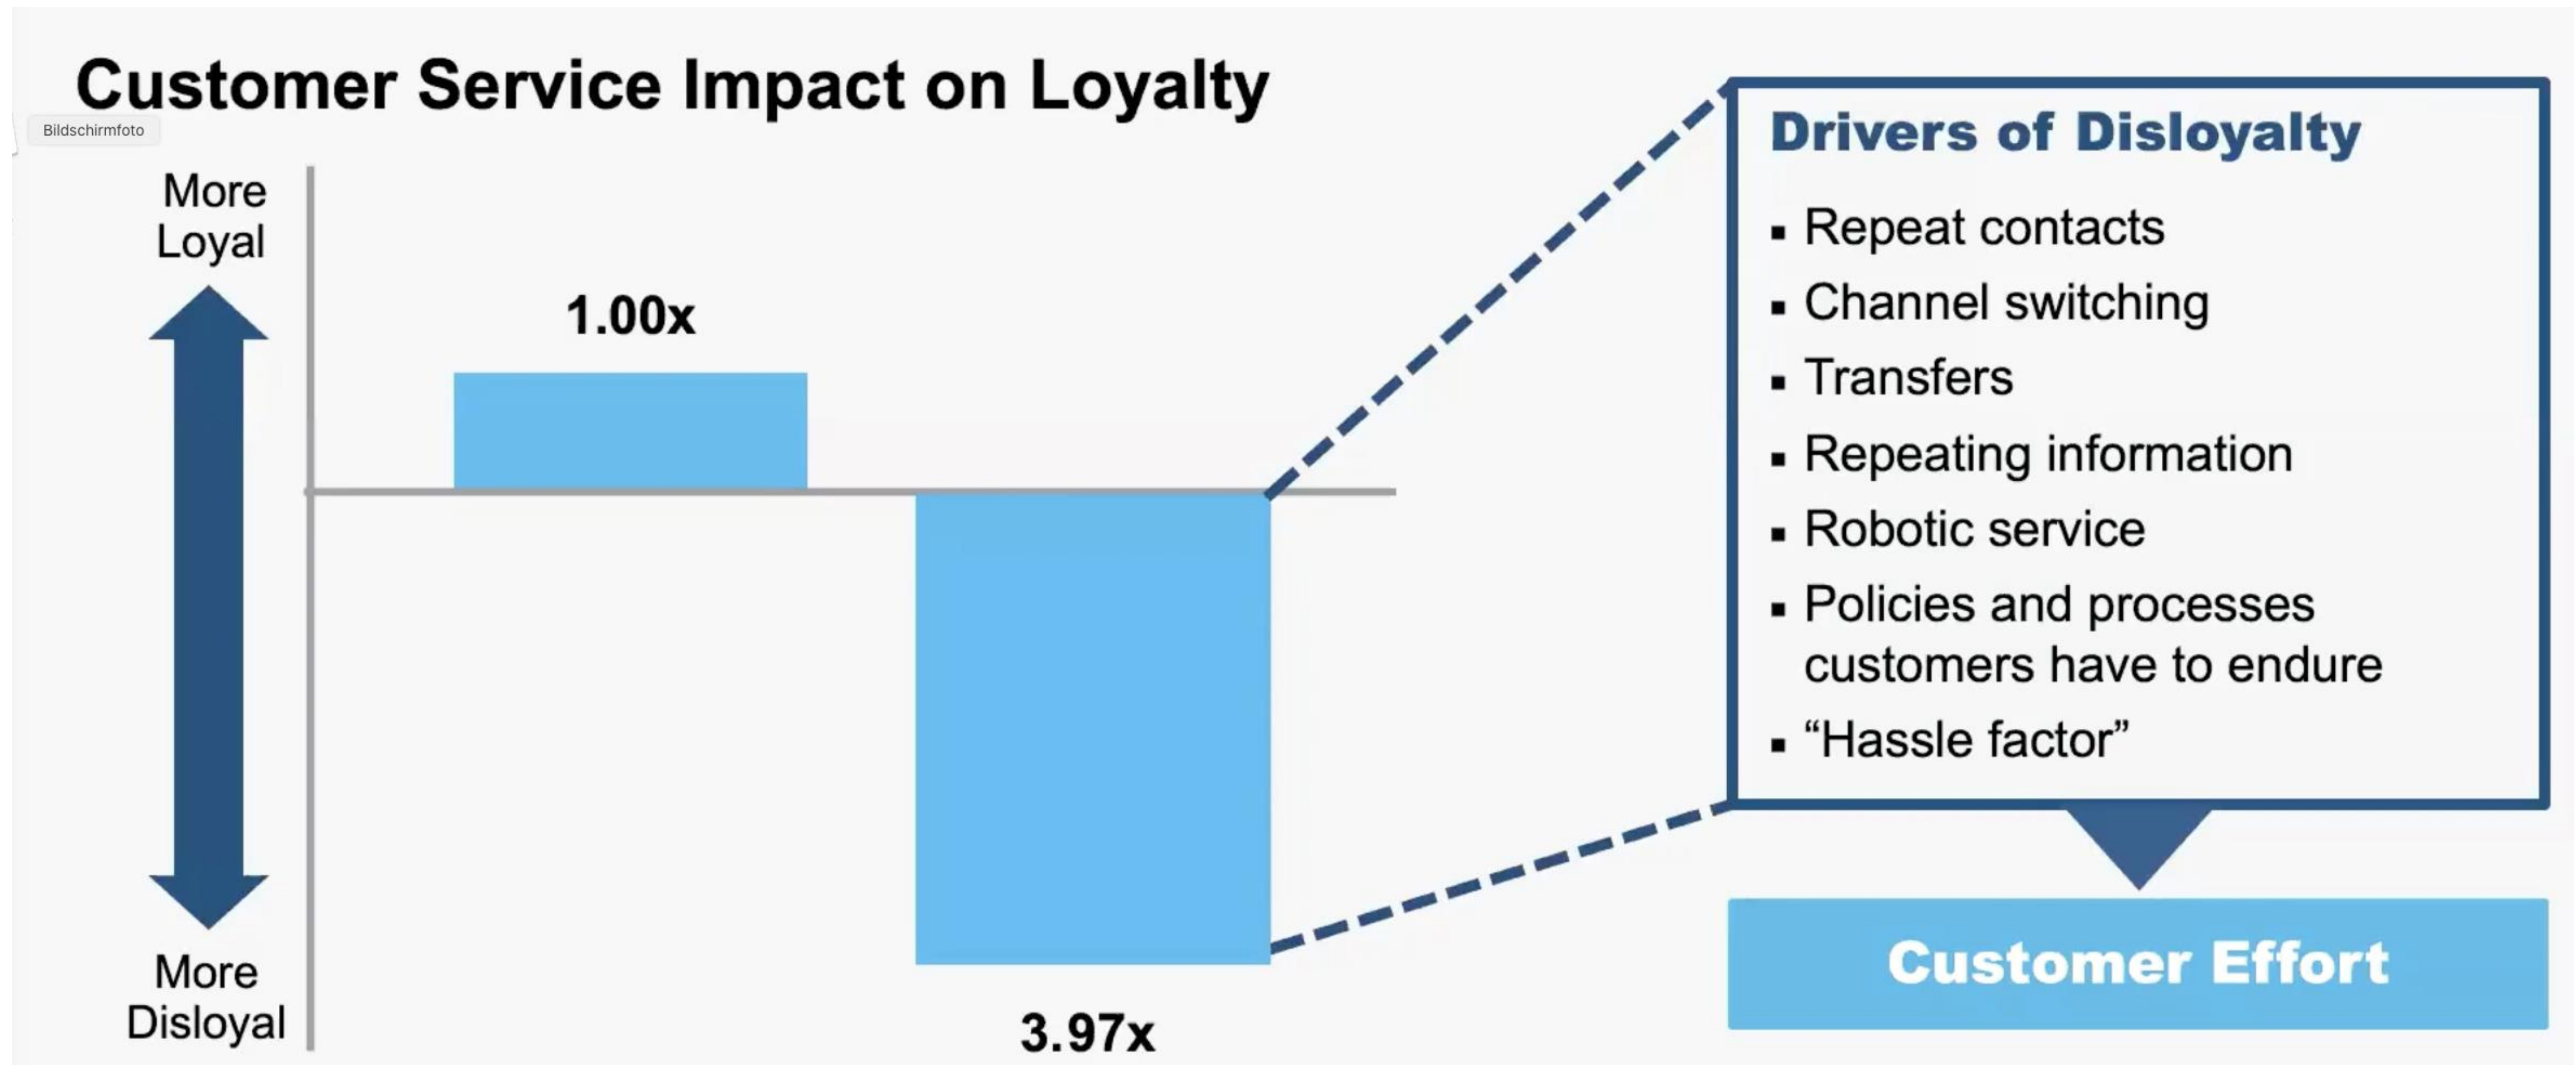 Customer Service Impact on Loyalty
Bildschirmfoto
More
Loyal
1.00x
3.97x
More
Disloyal
Drivers of Disloyalty
▪ Repeat contacts
▪ Channel switching
▪ Transfers
▪ Repeating information
▪ Robotic service
▪ Policies and processes
customers have to endure
▪ “Hassle factor”
Customer Effort